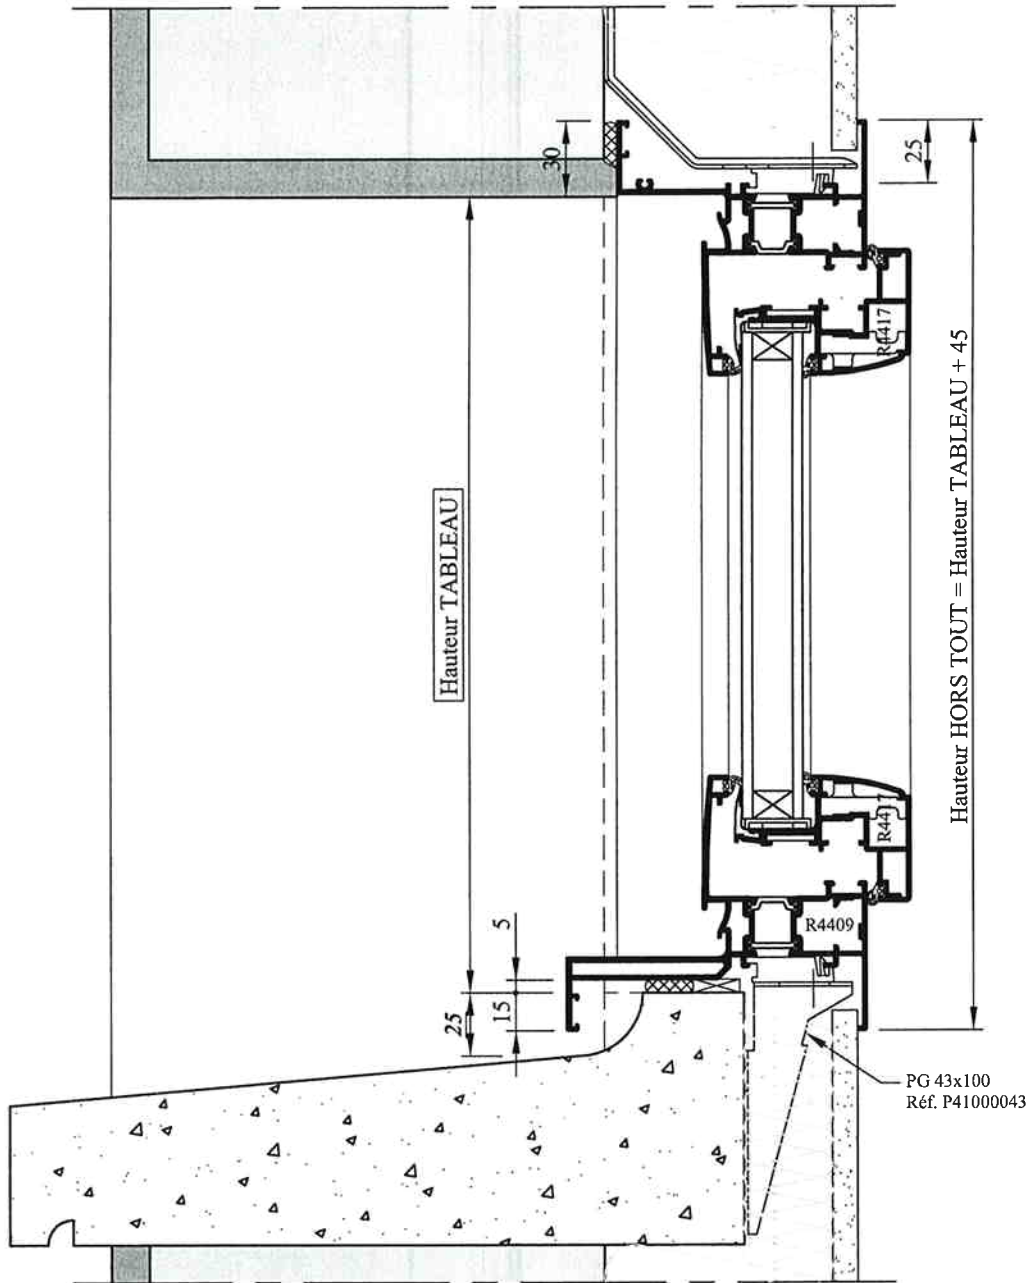 30
25
R4417
Hauteur TABLEAU
Hauteur HORS TOUT = Hauteur TABLEAU + 45
R4417
R4409
5
15
25
PG 43x100
Réf. P41000043